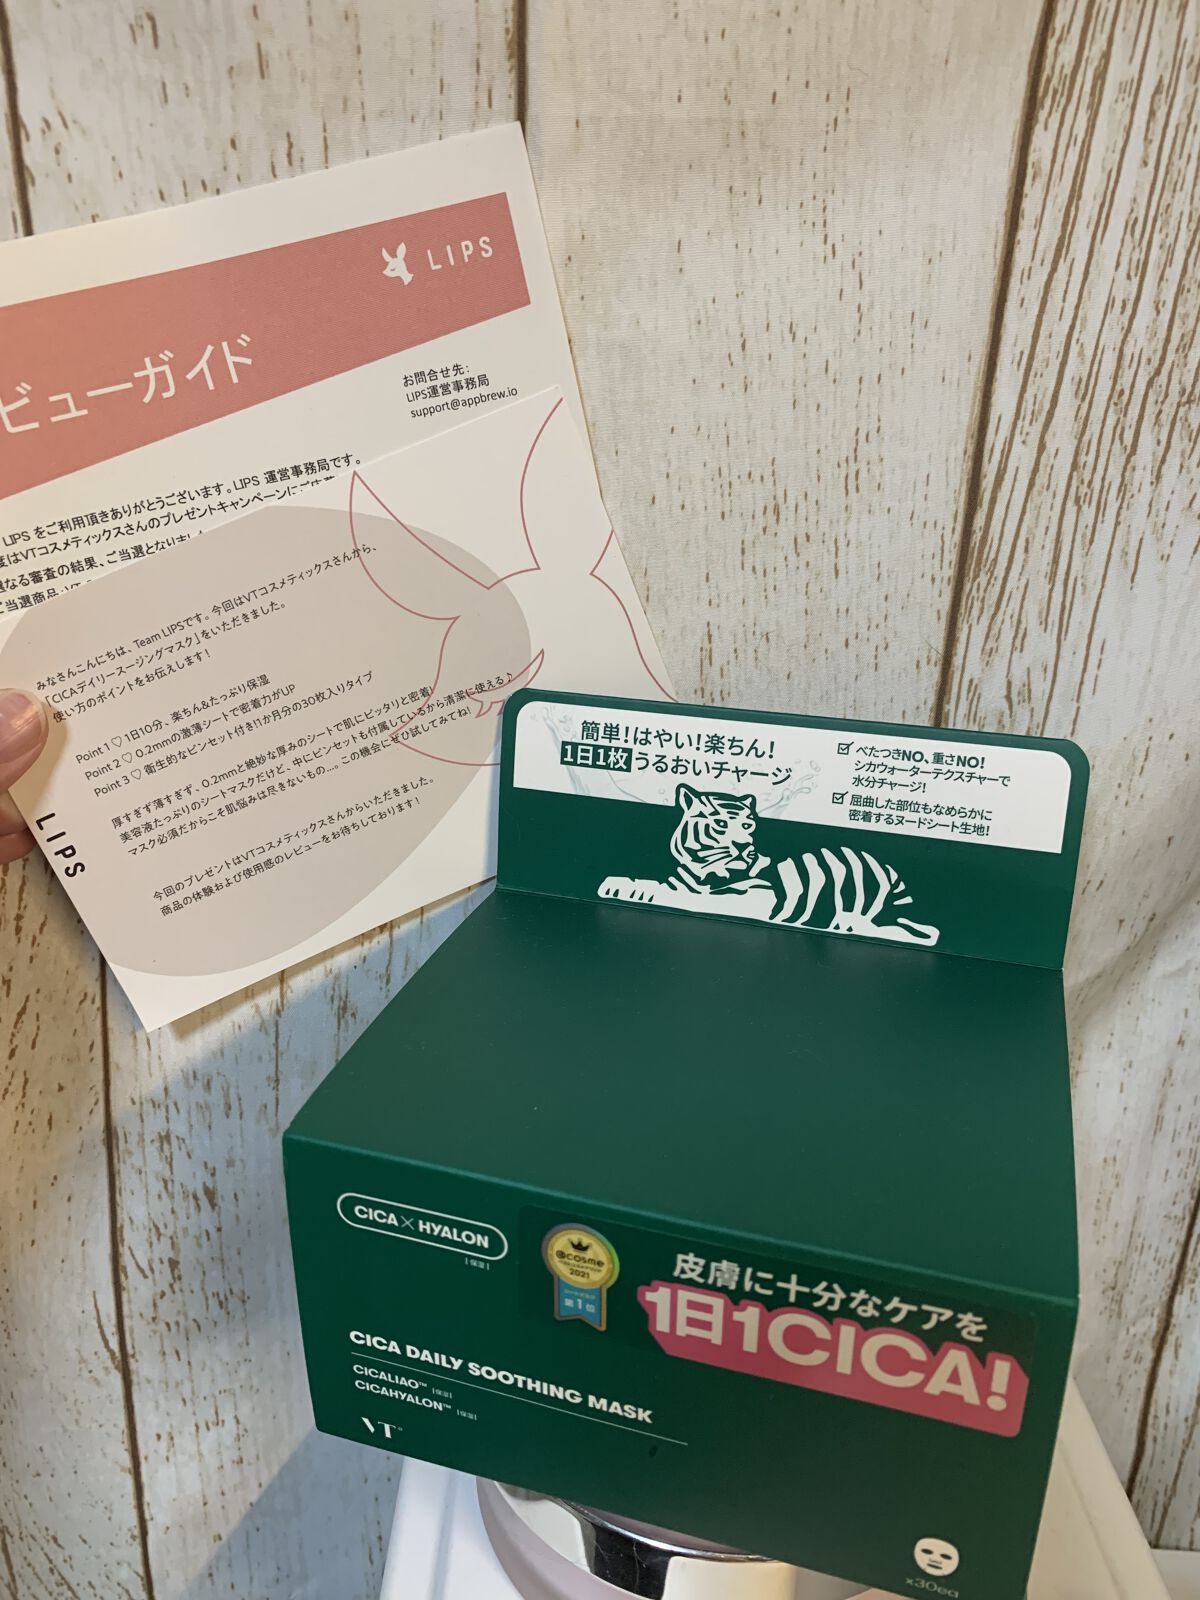 LIPS
ビューガイド
お問合せ先:
LIPS運営事務局
support@appbrew.io
LIPS をご利用頂きありがとうございます。LIPS 運営事務局です。
度はVTコスメティックスさんのプレゼントキャンペーンにご
なる審査の結果、ご当選となりまし
ご当選商品:VT
みなさんこんにちは、Team LIPSです。今回はVTコスメティックスさんから、
「CICAデイリースージングマスク」をいただきました。
使い方のポイントをお伝えします!
Point 1♡ 1日10分、楽ちん&たっぷり保湿
Point 2♡ 0.2mmの激薄シートで密着力がUP
Point 3♡ 衛生的なピンセット付き!1か月分の30枚入りタイプ
厚すぎず薄すぎず、0.2mmと絶妙な厚みのシートで肌にピッタリと密着!
美容液たっぷりのシートマスクだけど、中にピンセットも付属しているから清潔に使える♪
マスク必須だからこそ肌悩みは尽きないもの…。この機会にぜひ試してみてね!
今回のプレゼントはVTコスメティックスさんからいただきました。
商品の体験および使用感のレビューをお待ちしております!
LIPS
簡単!はやい!楽ちん!
1日1枚うるおいチャージ
べたつきNO、重さNO!
シカウォーターテクスチャーで
水分チャージ!
屈曲した部位もなめらかに
密着するヌードシート生地!
CICA×HYALON
[保湿]
@cosme
2021
第1位
皮膚に十分なケアを
1日1CICA!
CICA DAILY SOOTHING MASK
CICALIAO™ [保湿]
CICAHYALON™ [保湿]
VT
x30ea